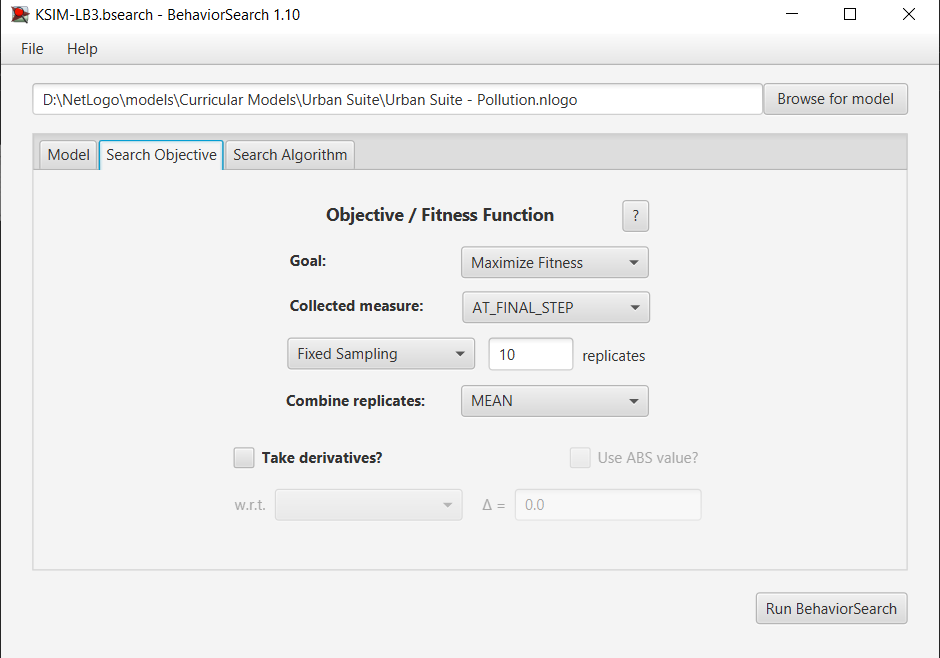 KSIM-LB3.bsearch - BehaviorSearch 1.10
File Help
D:\NetLogo\models\Curricular Models\Urban Suite\Urban Suite - Pollution.nlogo Browse for model
Model Search Objective Search Algorithm
Objective / Fitness Function ?
Goal: Maximize Fitness
Collected measure: AT_FINAL_STEP
Fixed Sampling 10 replicates
Combine replicates: MEAN
Take derivatives? Use ABS value?
w.r.t. Δ = 0.0
Run BehaviorSearch